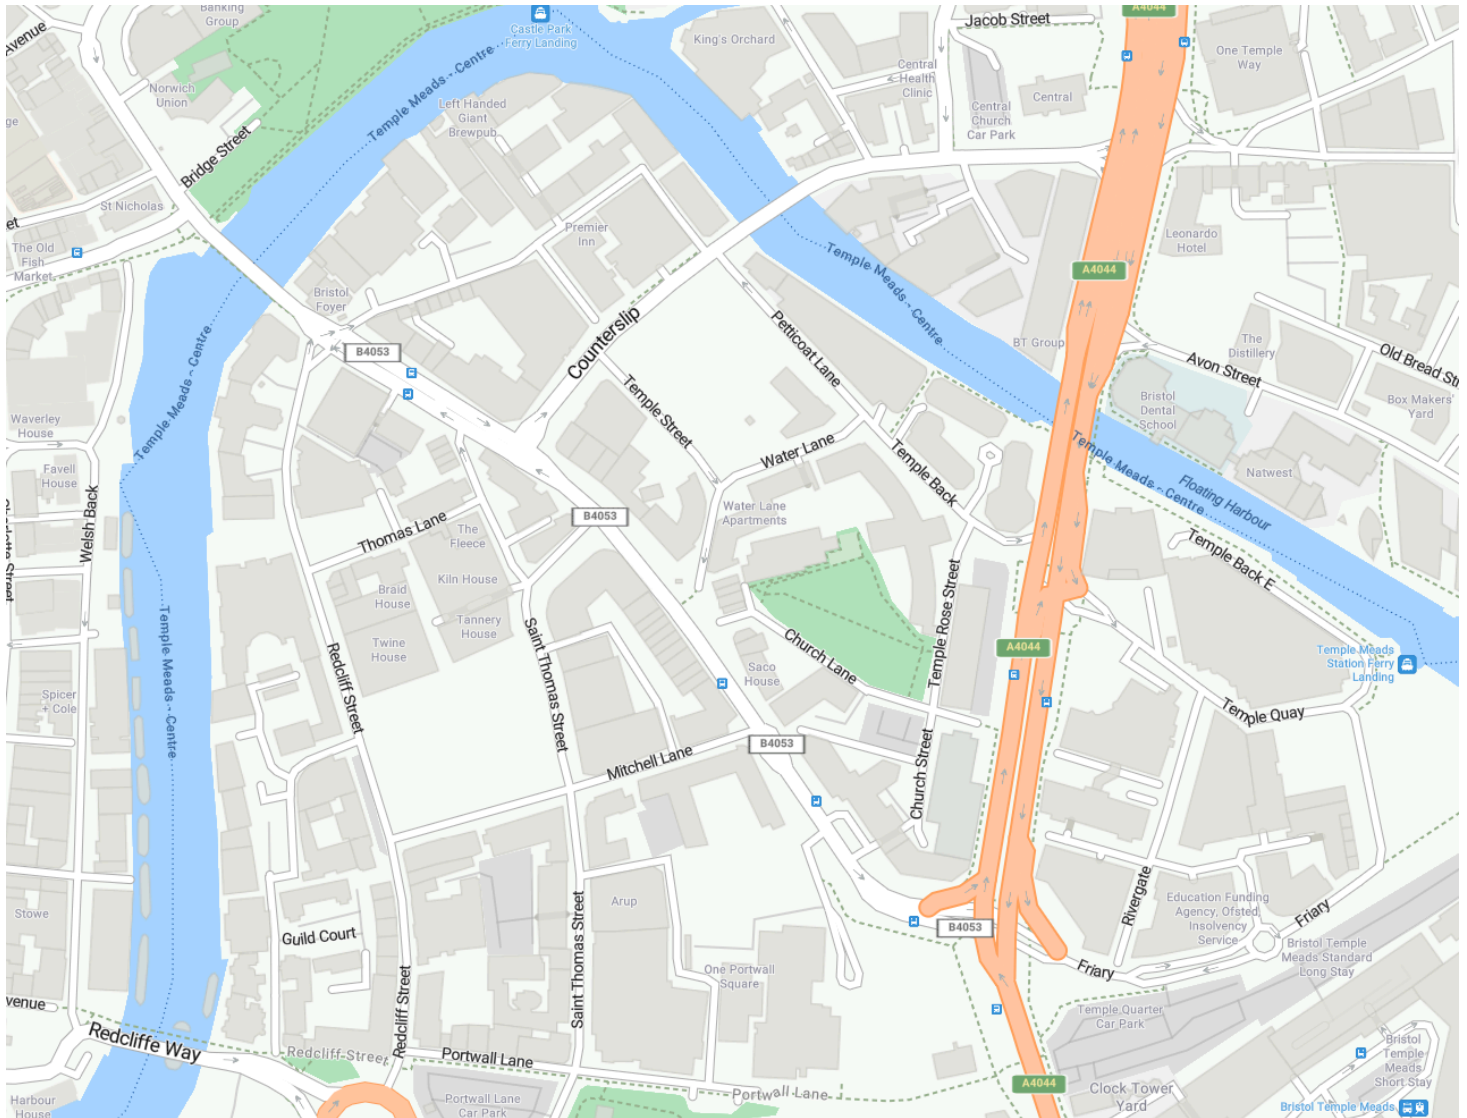 Avenue
Banking
Group
Castle Park
Ferry Landing
King's Orchard
Jacob Street
A4044
One Temple
Way
Norwich
Union
Temple Meads - Centre
Left Handed
Giant
Brewpub
Central
Health
Clinic
Central
Central
Church
Car Park
Bridge Street
St Nicholas
The Old
Fish
Market
Premier
Inn
Leonardo
Hotel
Temple Meads - Centre
A4044
Bristol
Foyer
Counterslip
Petticoat Lane
BT Group
The
Distillery
Old Bread
B4053
Temple Meads - Centre
Avon Street
Box Makers'
Yard
Waverley
House
Temple Street
Bristol
Dental
School
Favell
House
Water Lane
Temple Back
Temple Meads - Centre
Natwest
Floating Harbour
Welsh Back
Thomas Lane
The
Fleece
B4053
Water Lane
Apartments
Temple Back E
Kiln House
Braid
House
Tannery
House
Twine
House
Temple Rose Street
Temple Meads - Centre
Redcliff Street
Saint Thomas Street
Church Lane
Saco
House
A4044
Temple Meads
Station Ferry
Landing
Spicer
+ Cole
Temple Quay
Mitchell Lane
B4053
Church Street
Stowe
Arup
Rivergate
Education Funding
Agency, Ofsted,
Insolvency
Service
Friary
Guild Court
B4053
Bristol Temple
Meads Standard
Long Stay
Saint Thomas Street
One Portwall
Square
Friary
Redcliff Street
Temple Quarter
Car Park
Redcliffe Way
Redcliff Street
Portwall Lane
Bristol
Temple
Meads
Short Stay
A4044
Portwall Lane
Clock Tower
Yard
Harbour
House
Portwall Lane
Car Park
Bristol Temple Meads